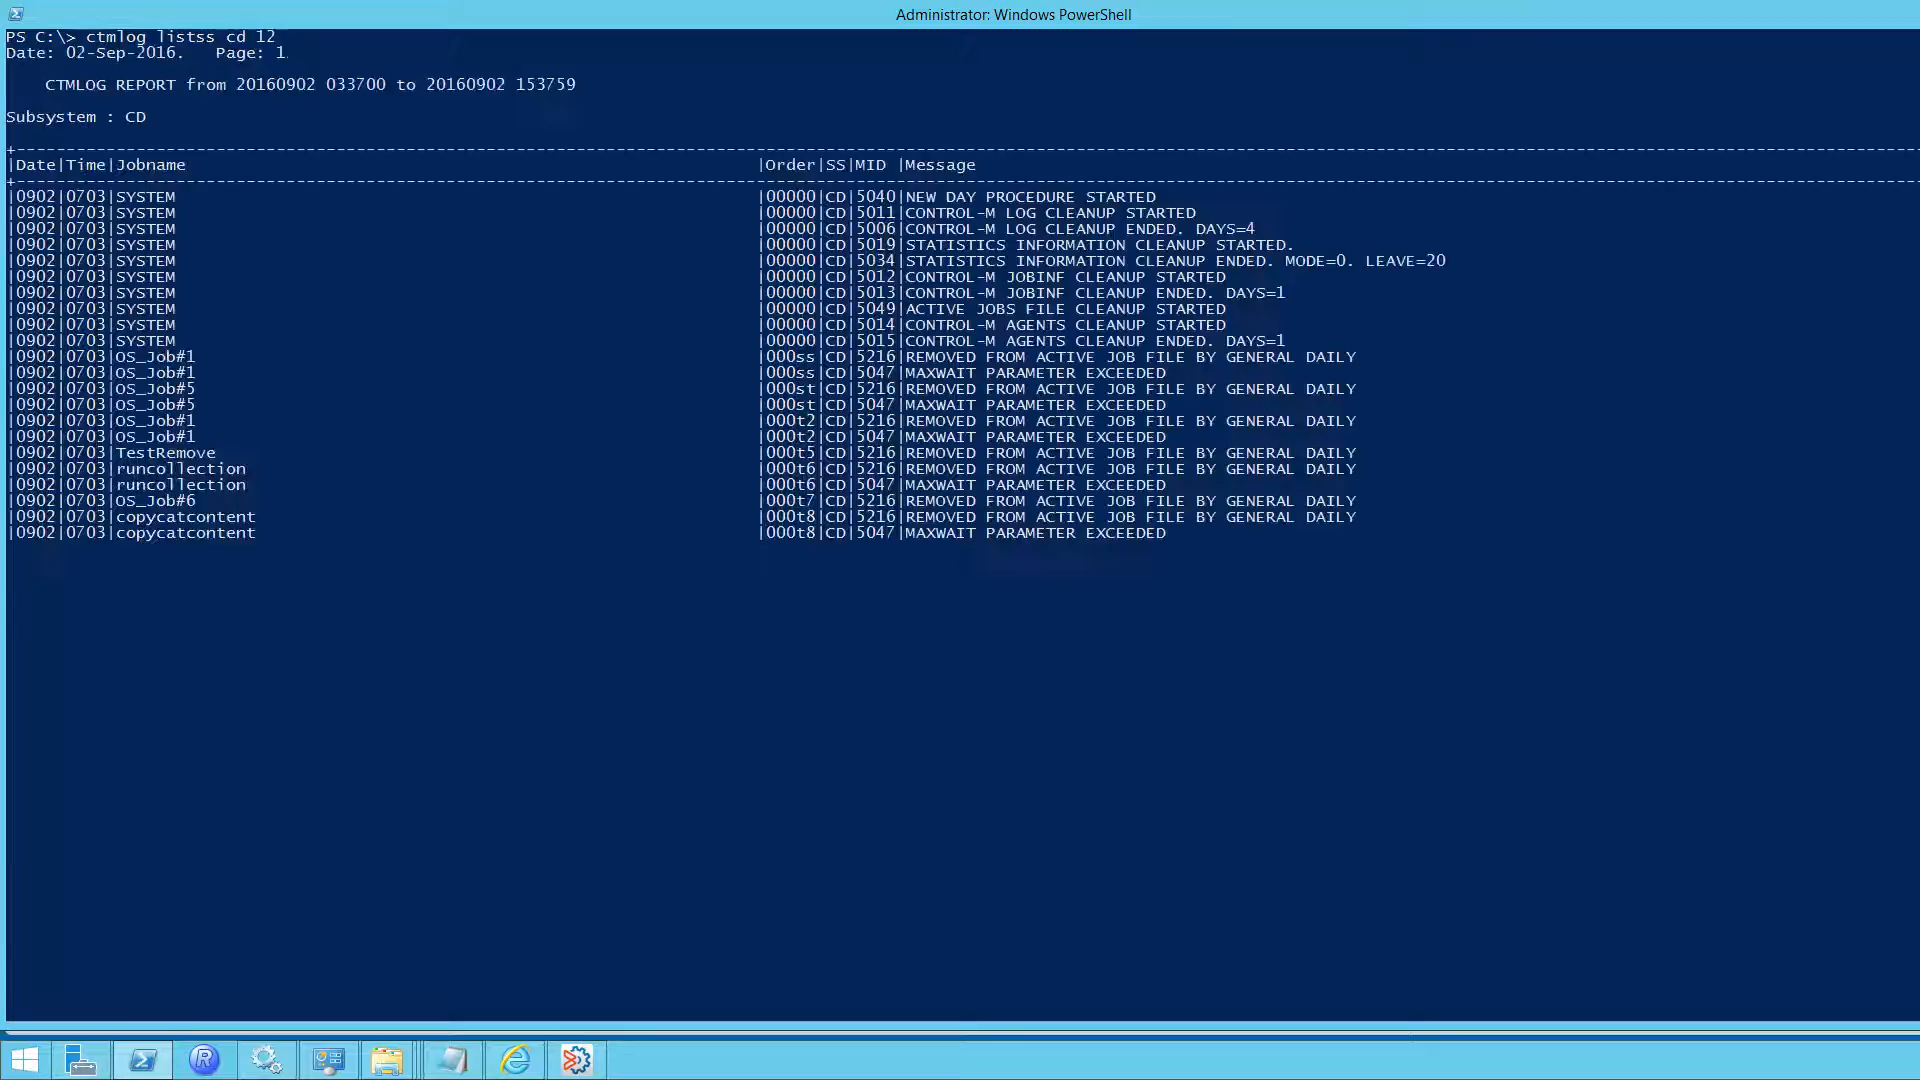 Administrator: Windows PowerShell
PS C:\> ctmlog listss cd 12
Date: 02-Sep-2016.   Page: 1
CTMLOG REPORT from 20160902 033700 to 20160902 153759
Subsystem : CD
|Date|Time|Jobname |Order|SS|MID |Message
|0902|0703|SYSTEM |00000|CD|5040|NEW DAY PROCEDURE STARTED
|0902|0703|SYSTEM |00000|CD|5011|CONTROL-M LOG CLEANUP STARTED
|0902|0703|SYSTEM |00000|CD|5006|CONTROL-M LOG CLEANUP ENDED. DAYS=4
|0902|0703|SYSTEM |00000|CD|5019|STATISTICS INFORMATION CLEANUP STARTED.
|0902|0703|SYSTEM |00000|CD|5034|STATISTICS INFORMATION CLEANUP ENDED. MODE=0. LEAVE=20
|0902|0703|SYSTEM |00000|CD|5012|CONTROL-M JOBINF CLEANUP STARTED
|0902|0703|SYSTEM |00000|CD|5013|CONTROL-M JOBINF CLEANUP ENDED. DAYS=1
|0902|0703|SYSTEM |00000|CD|5049|ACTIVE JOBS FILE CLEANUP STARTED
|0902|0703|SYSTEM |00000|CD|5014|CONTROL-M AGENTS CLEANUP STARTED
|0902|0703|SYSTEM |00000|CD|5015|CONTROL-M AGENTS CLEANUP ENDED. DAYS=1
|0902|0703|OS_Job#1 |000ss|CD|5216|REMOVED FROM ACTIVE JOB FILE BY GENERAL DAILY
|0902|0703|OS_Job#1 |000ss|CD|5047|MAXWAIT PARAMETER EXCEEDED
|0902|0703|OS_Job#5 |000st|CD|5216|REMOVED FROM ACTIVE JOB FILE BY GENERAL DAILY
|0902|0703|OS_Job#5 |000st|CD|5047|MAXWAIT PARAMETER EXCEEDED
|0902|0703|OS_Job#1 |000t2|CD|5216|REMOVED FROM ACTIVE JOB FILE BY GENERAL DAILY
|0902|0703|OS_Job#1 |000t2|CD|5047|MAXWAIT PARAMETER EXCEEDED
|0902|0703|TestRemove |000t5|CD|5216|REMOVED FROM ACTIVE JOB FILE BY GENERAL DAILY
|0902|0703|runcollection |000t6|CD|5216|REMOVED FROM ACTIVE JOB FILE BY GENERAL DAILY
|0902|0703|runcollection |000t6|CD|5047|MAXWAIT PARAMETER EXCEEDED
|0902|0703|OS_Job#6 |000t7|CD|5216|REMOVED FROM ACTIVE JOB FILE BY GENERAL DAILY
|0902|0703|copycatcontent |000t8|CD|5216|REMOVED FROM ACTIVE JOB FILE BY GENERAL DAILY
|0902|0703|copycatcontent |000t8|CD|5047|MAXWAIT PARAMETER EXCEEDED
R